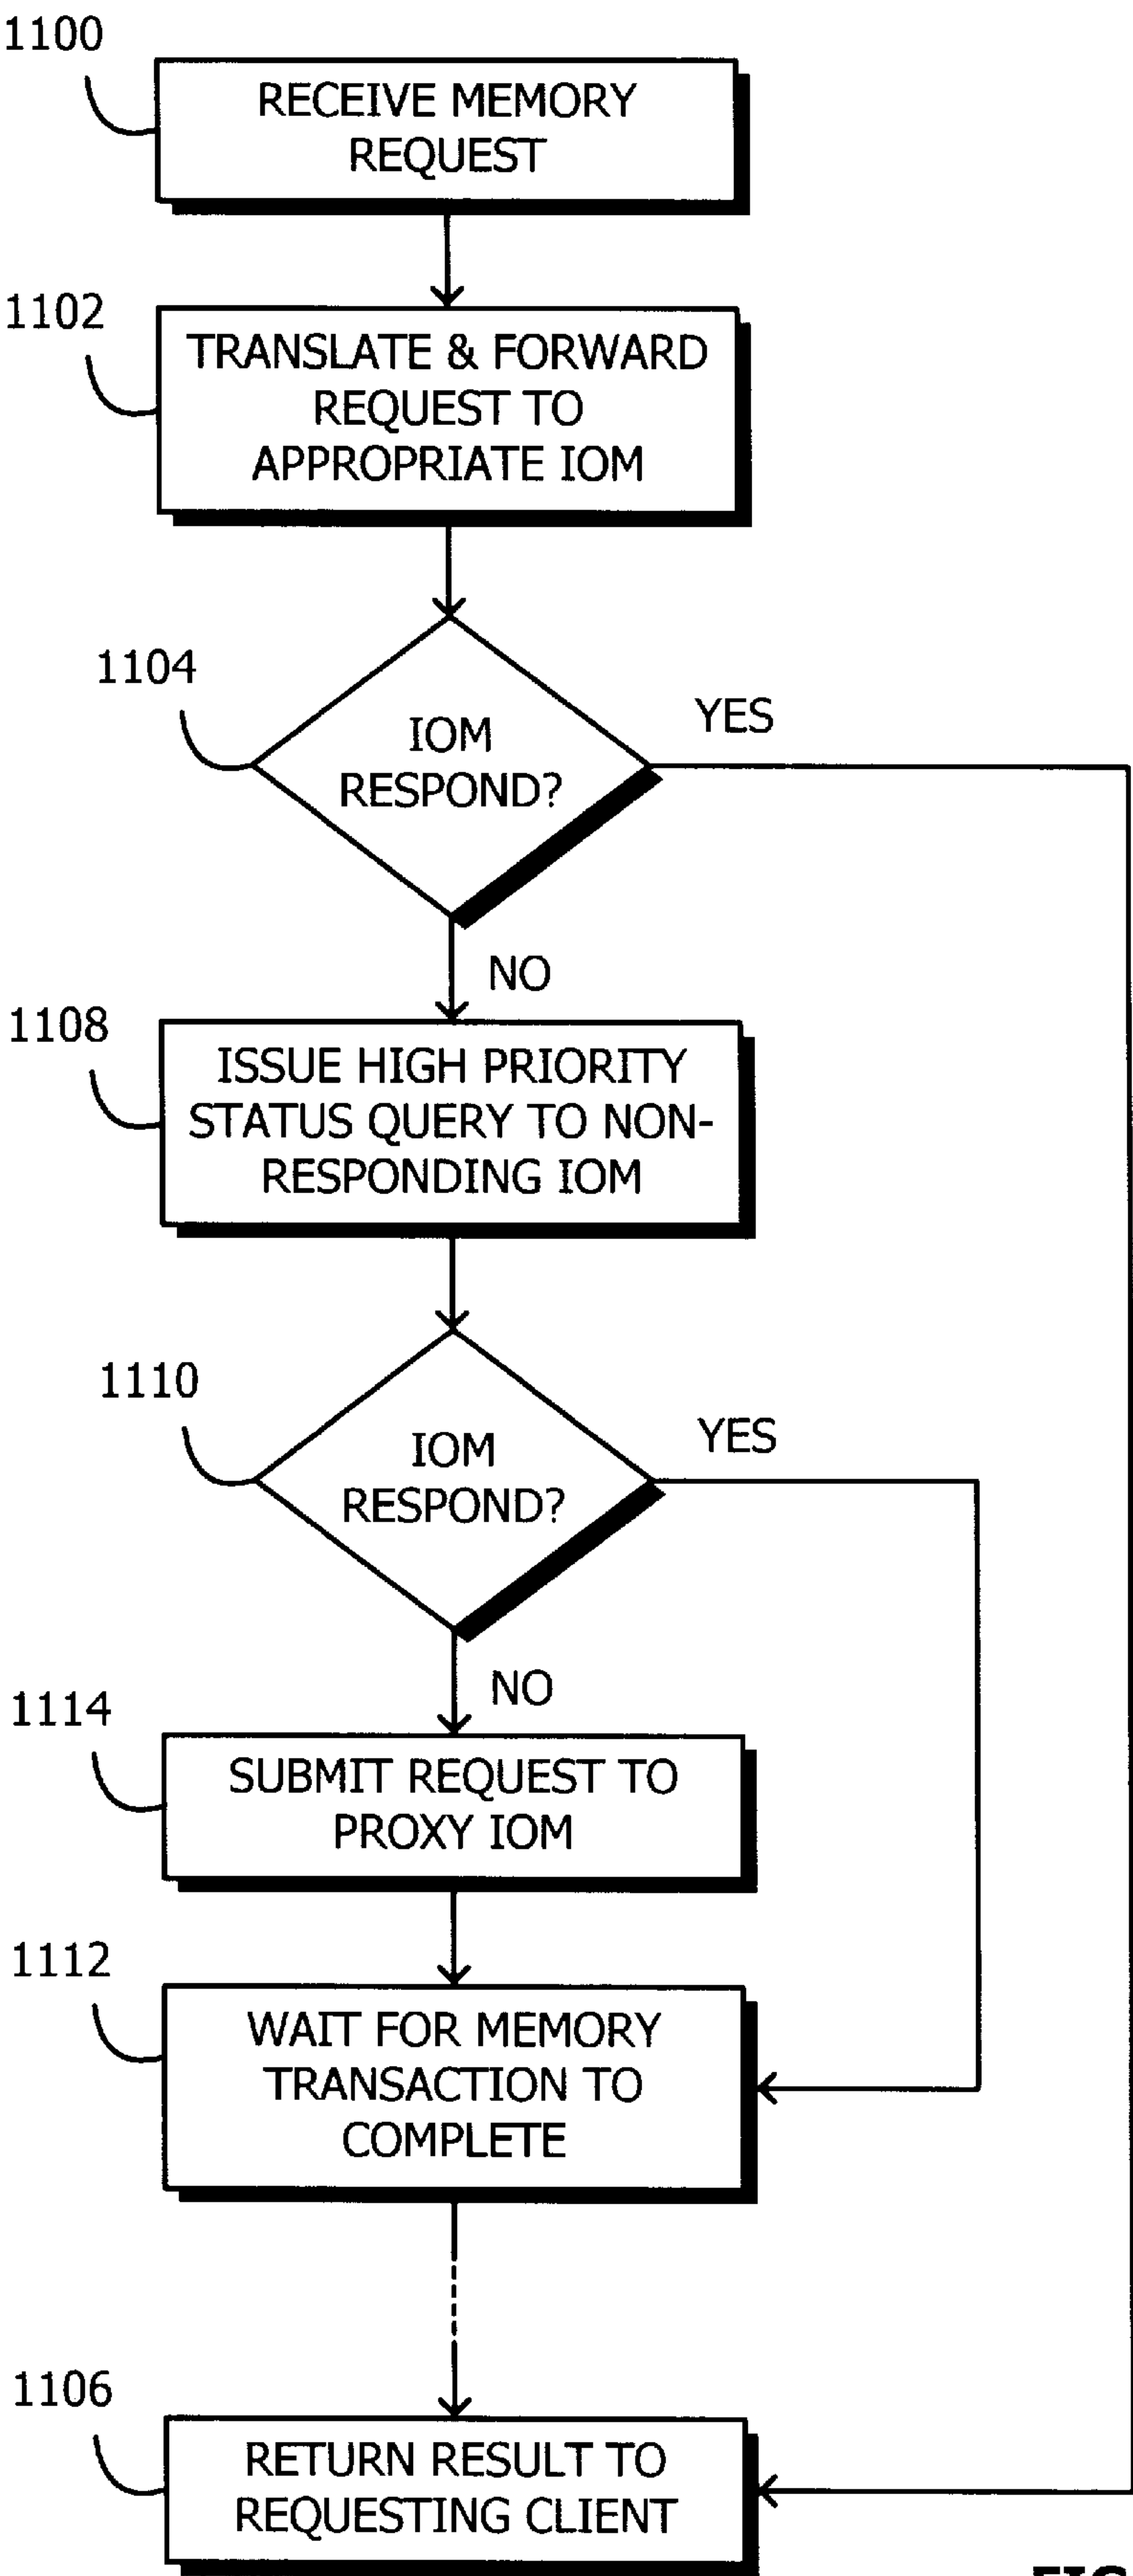 1100
RECEIVE MEMORY
REQUEST
1102
TRANSLATE & FORWARD
REQUEST TO
APPROPRIATE IOM
1104
IOM
RESPOND?
YES
NO
1108
ISSUE HIGH PRIORITY
STATUS QUERY TO NON-
RESPONDING IOM
1110
IOM
RESPOND?
YES
NO
1114
SUBMIT REQUEST TO
PROXY IOM
1112
WAIT FOR MEMORY
TRANSACTION TO
COMPLETE
1106
RETURN RESULT TO
REQUESTING CLIENT